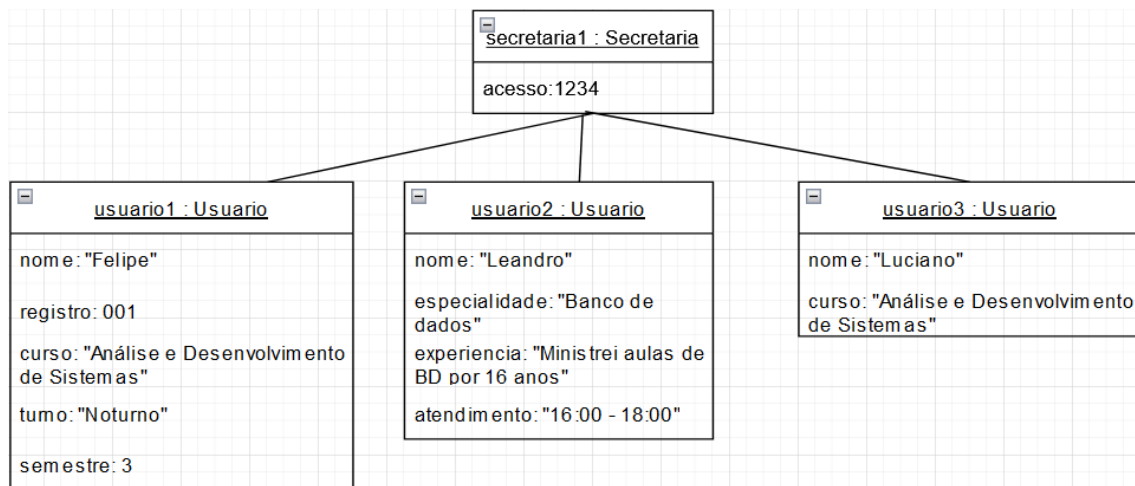 secretaria1 : Secretaria
acesso:1234
usuario1 : Usuario
nome: "Felipe"
registro: 001
curso: "Análise e Desenvolvimento
de Sistemas"
turno: "Noturno"
semestre: 3
usuario2 : Usuario
nome: "Leandro"
especialidade: "Banco de
dados"
experiencia: "Ministrei aulas de
BD por 16 anos"
atendimento: "16:00 - 18:00"
usuario3 : Usuario
nome: "Luciano"
curso: "Análise e Desenvolvimento
de Sistemas"